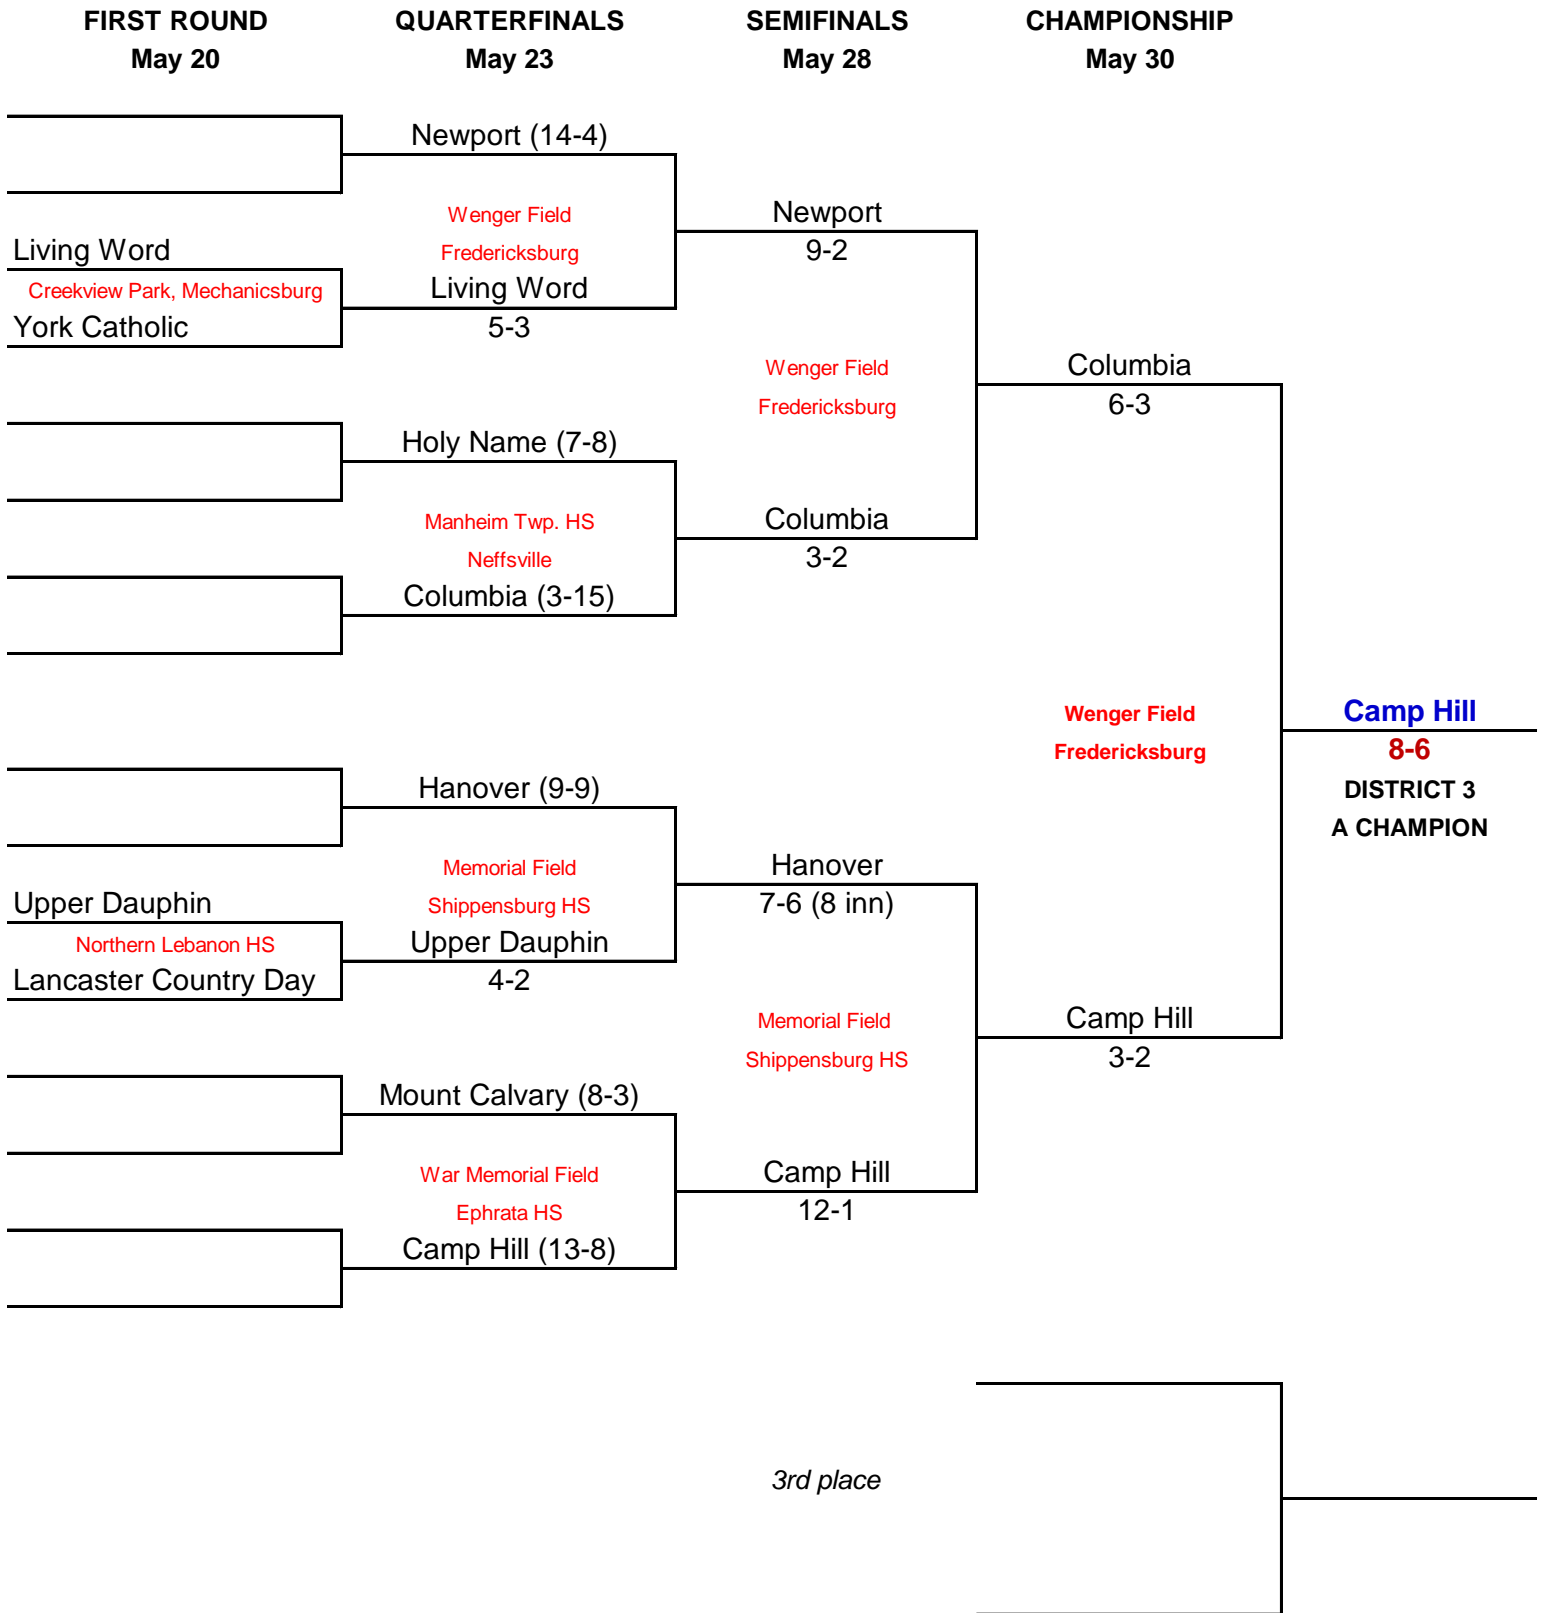 FIRST ROUND QUARTERFINALS SEMIFINALS CHAMPIONSHIP
May 20 May 23 May 28 May 30
Newport (14-4)
Wenger Field
Fredericksburg
Living Word
Creekview Park, Mechanicsburg
York Catholic
Living Word
5-3
Newport
9-2
Wenger Field
Fredericksburg
Columbia
6-3
Holy Name (7-8)
Manheim Twp. HS
Neffsville
Columbia (3-15)
Columbia
3-2
Wenger Field
Fredericksburg
Camp Hill
8-6
DISTRICT 3
A CHAMPION
Hanover (9-9)
Memorial Field
Shippensburg HS
Upper Dauphin
Northern Lebanon HS
Lancaster Country Day
Upper Dauphin
4-2
Hanover
7-6 (8 inn)
Memorial Field
Shippensburg HS
Camp Hill
3-2
Mount Calvary (8-3)
War Memorial Field
Ephrata HS
Camp Hill (13-8)
Camp Hill
12-1
3rd place